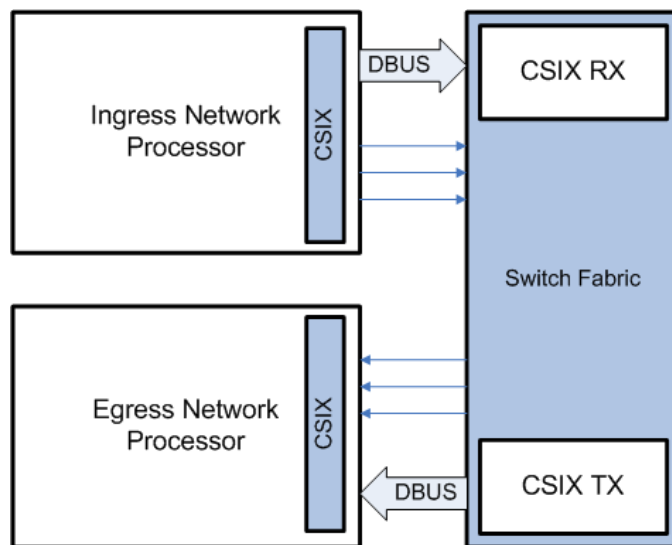 DBUS
CSIX RX
Ingress Network
Processor
CSIX
Switch Fabric
Egress Network
Processor
CSIX
DBUS
CSIX TX